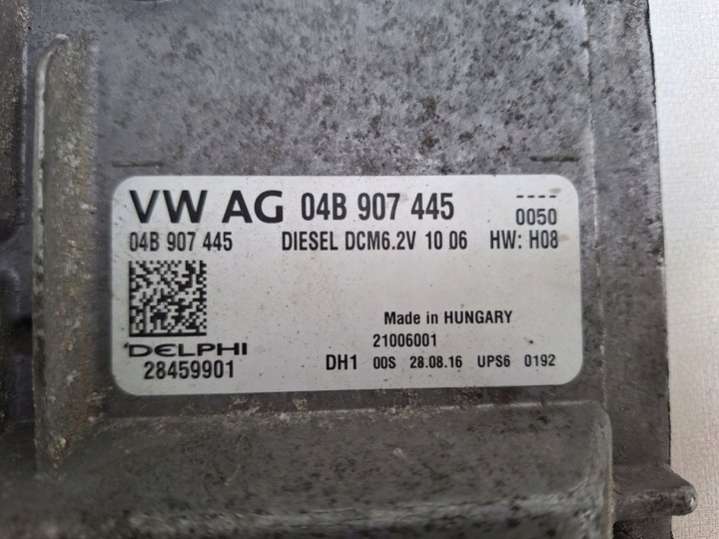 VW AG 04B 907 445
----
0050
04B 907 445 DIESEL DCM6.2V 10 06 HW: H08
Made in HUNGARY
21006001
DELPHI
28459901
DH1 00S 28.08.16 UPS6 0192